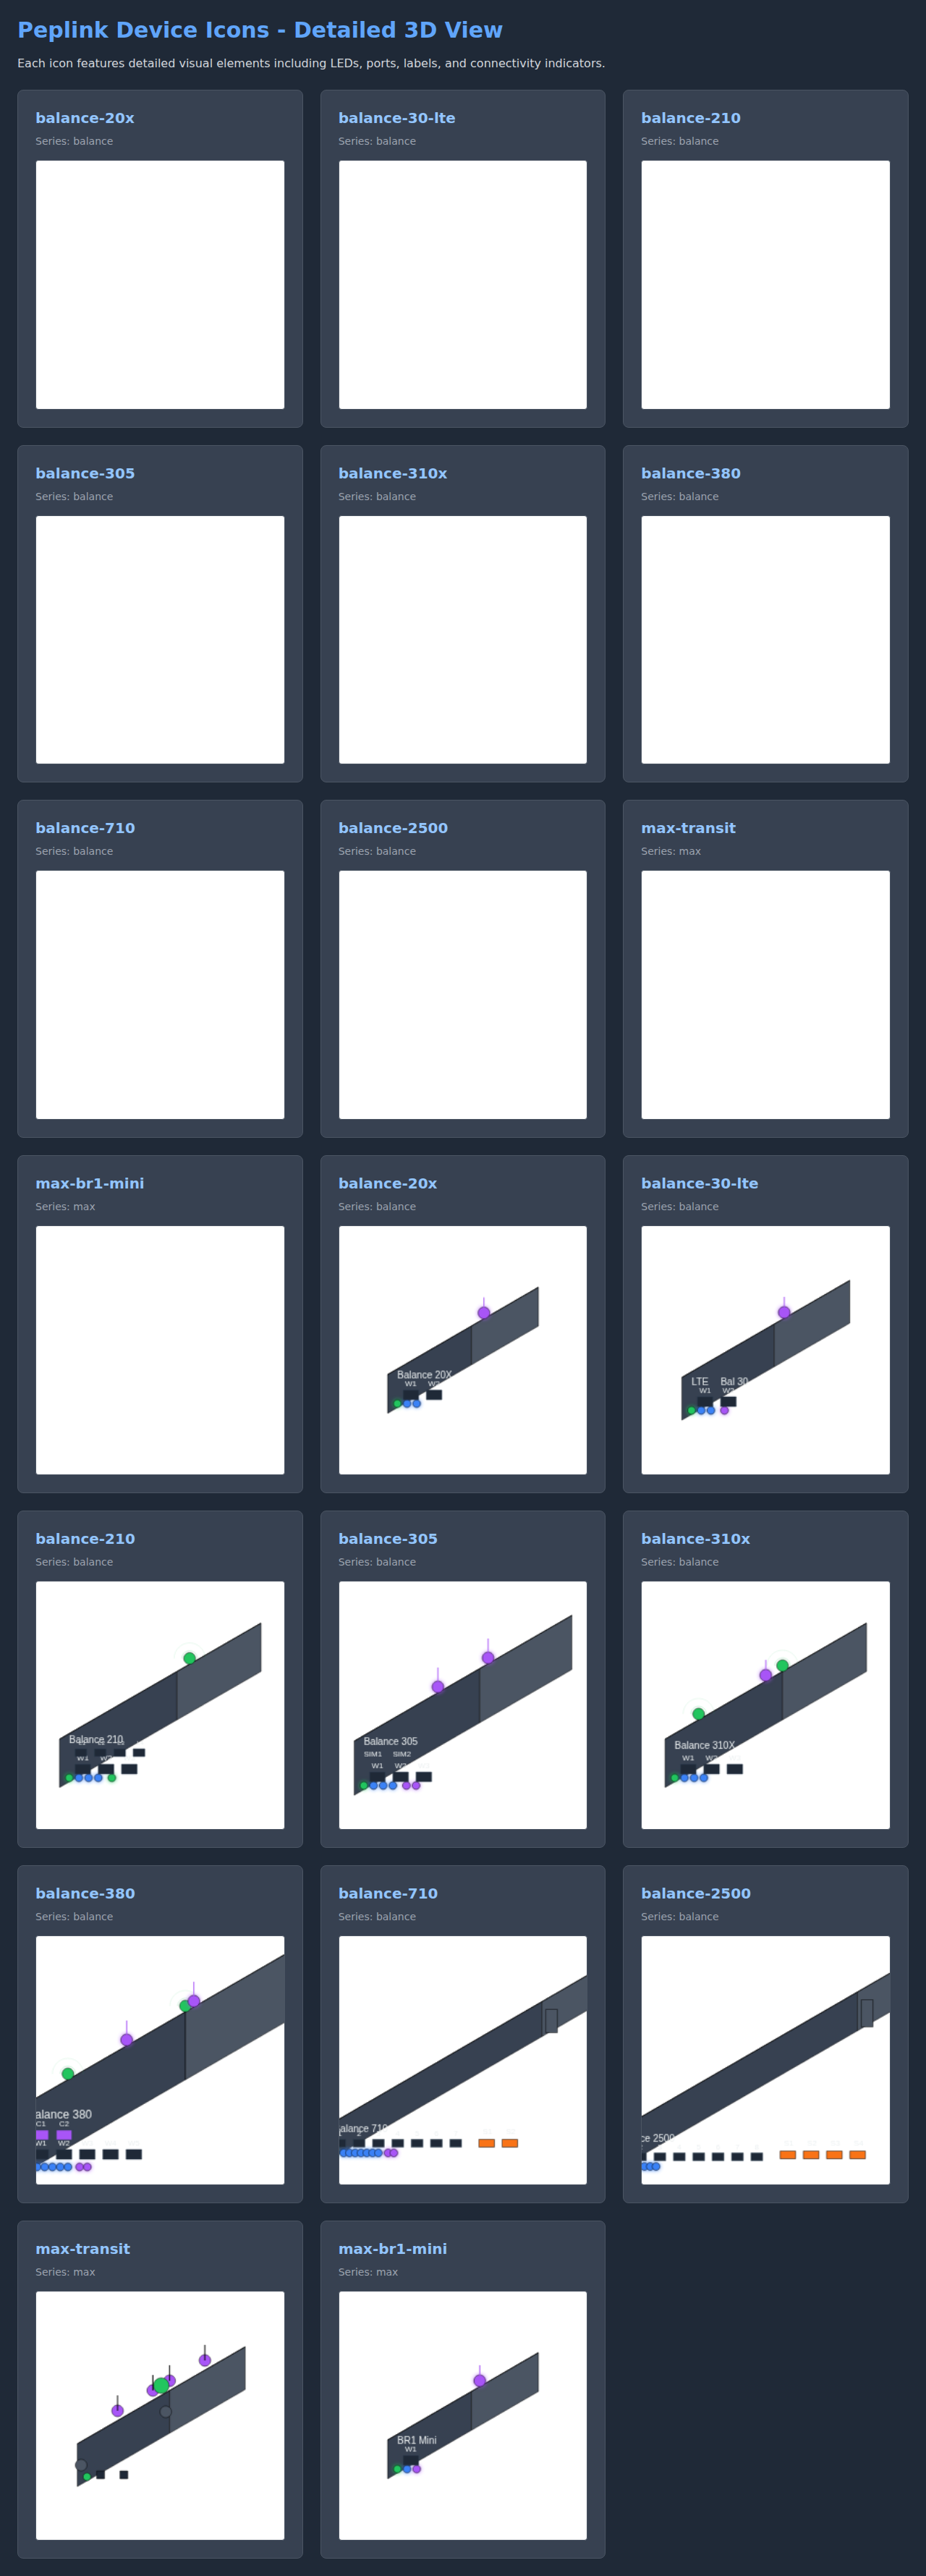 Peplink Device Icons - Detailed 3D View
Each icon features detailed visual elements including LEDs, ports, labels, and connectivity indicators.
balance-20x
Series: balance
balance-30-lte
Series: balance
balance-210
Series: balance
balance-305
Series: balance
balance-310x
Series: balance
balance-380
Series: balance
balance-710
Series: balance
balance-2500
Series: balance
max-transit
Series: max
max-br1-mini
Series: max
balance-20x
Series: balance
Balance 20X
W1 W2
balance-30-lte
Series: balance
LTE Bal 30
W1
balance-210
Series: balance
Balance 210
W1
balance-305
Series: balance
Balance 305
SIM1 SIM2
W1 W2
balance-310x
Series: balance
Balance 310X
W1 W2
balance-380
Series: balance
alance 380
C1 C2
W1 W2
balance-710
Series: balance
alance 710
balance-2500
Series: balance
ce 2500
max-transit
Series: max
max-br1-mini
Series: max
BR1 Mini
W1